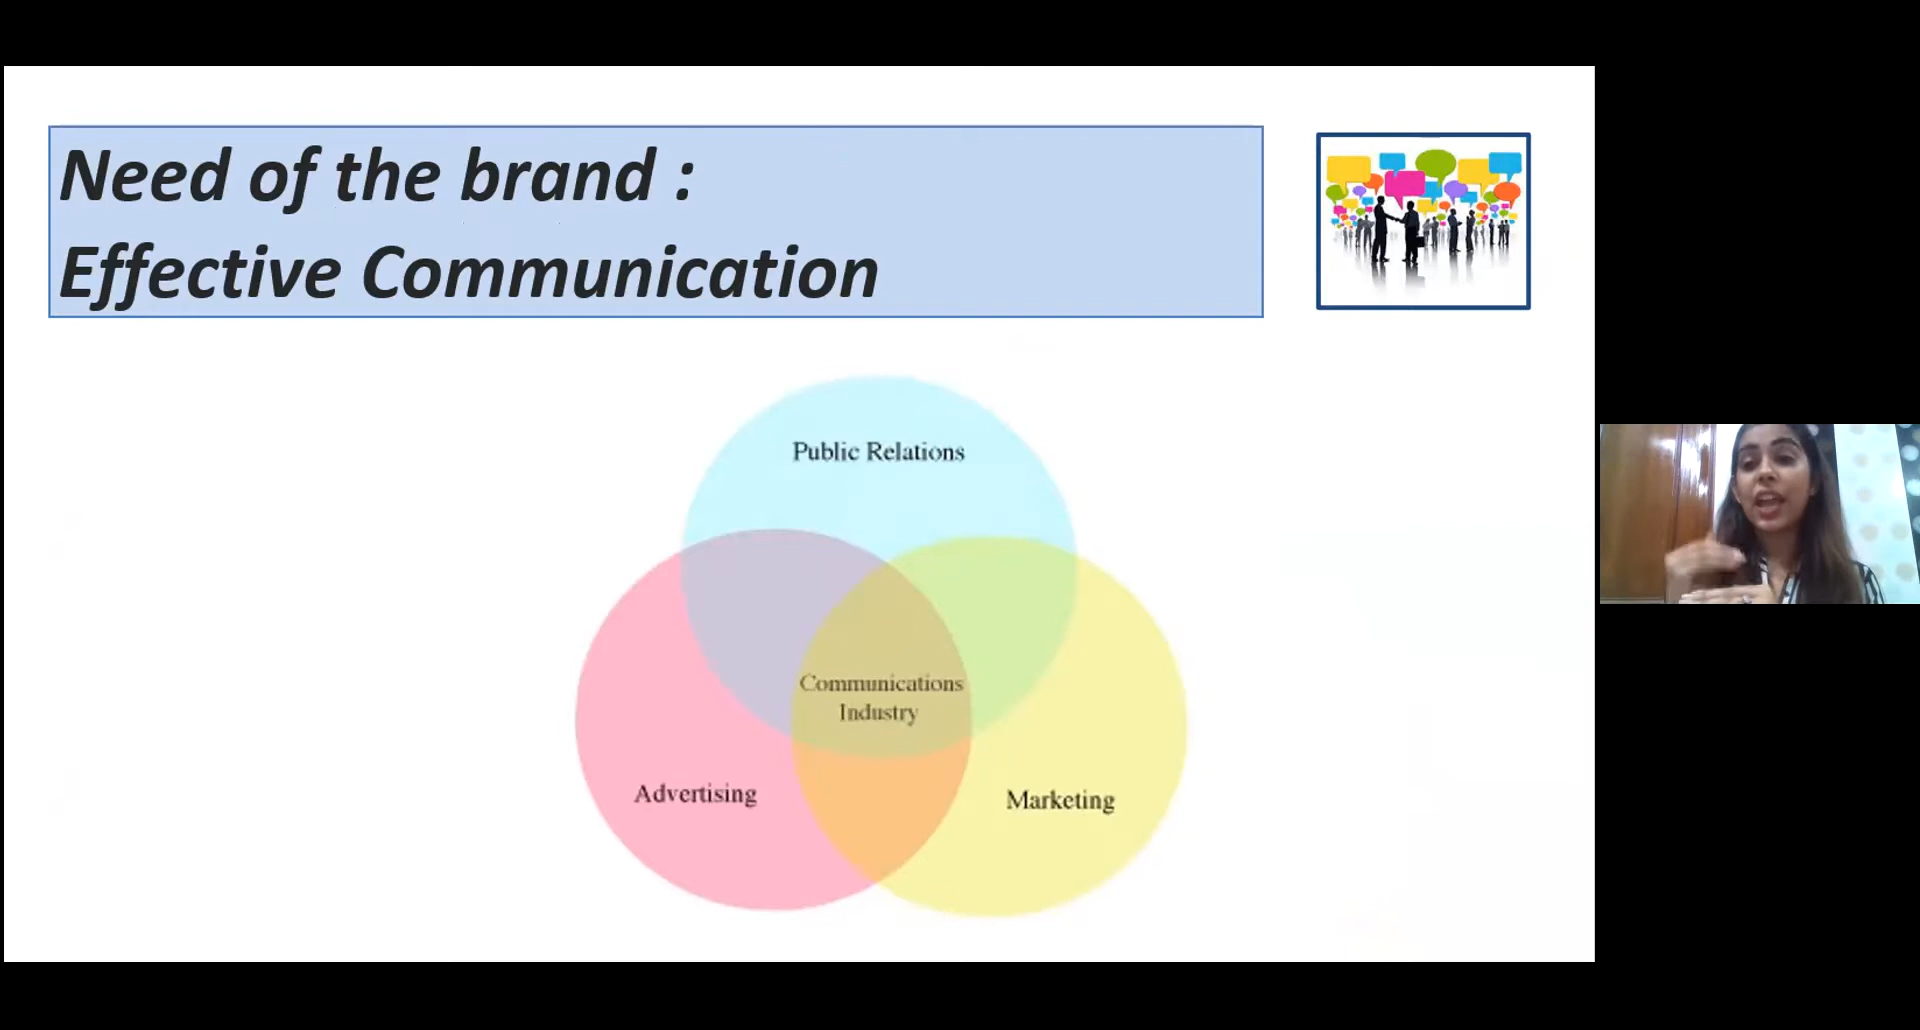 Need of the brand :
Effective Communication
Public Relations
Communications
Industry
Advertising
Marketing